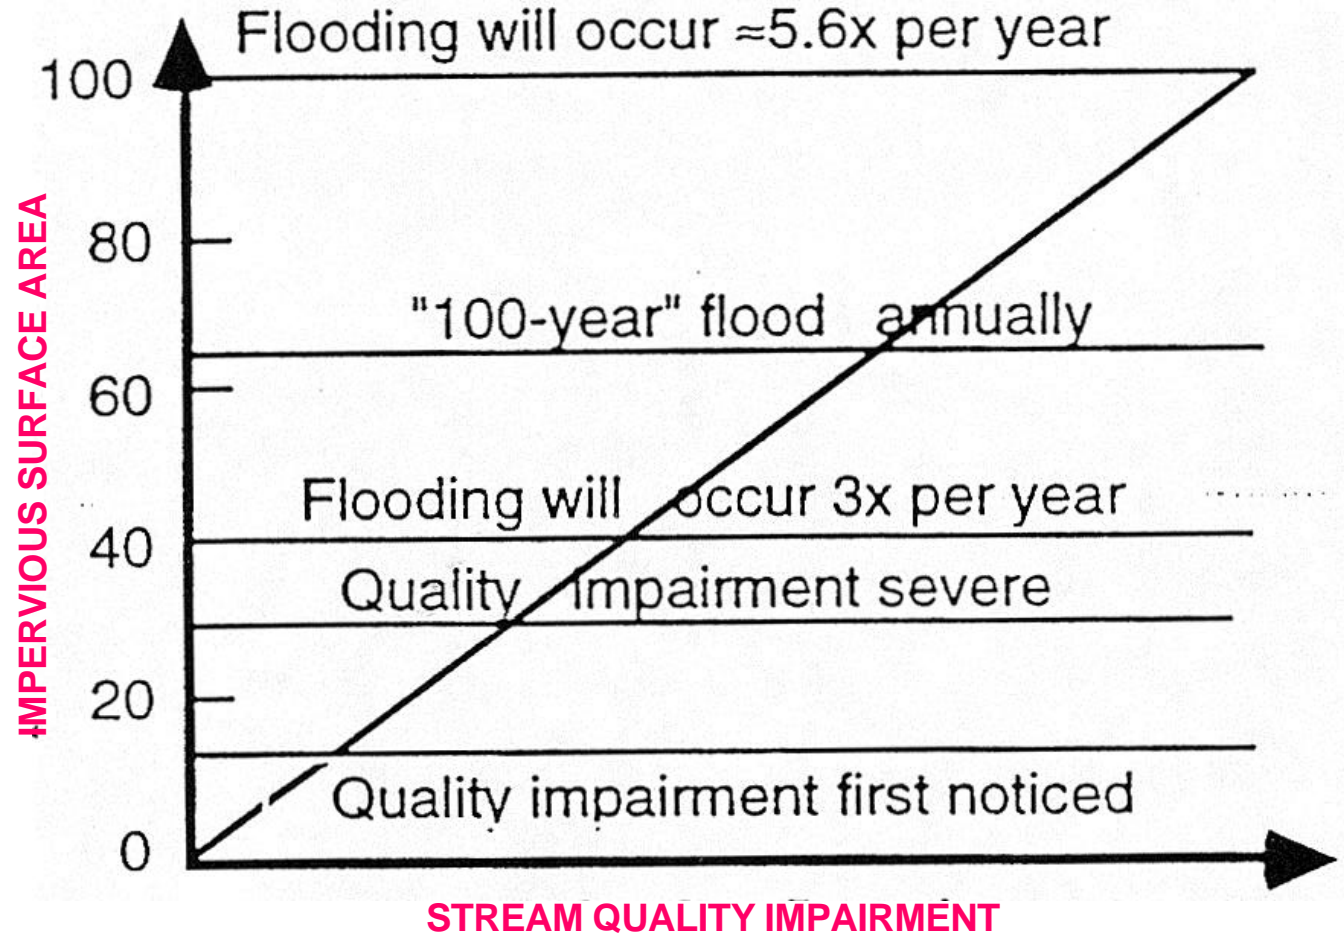 Flooding will occur ≈5.6x per year
100
80
"100-year" flood annually
60
Flooding will occur 3x per year
40
Quality impairment severe
20
Quality impairment first noticed
0
IMPERVIOUS SURFACE AREA
STREAM QUALITY IMPAIRMENT